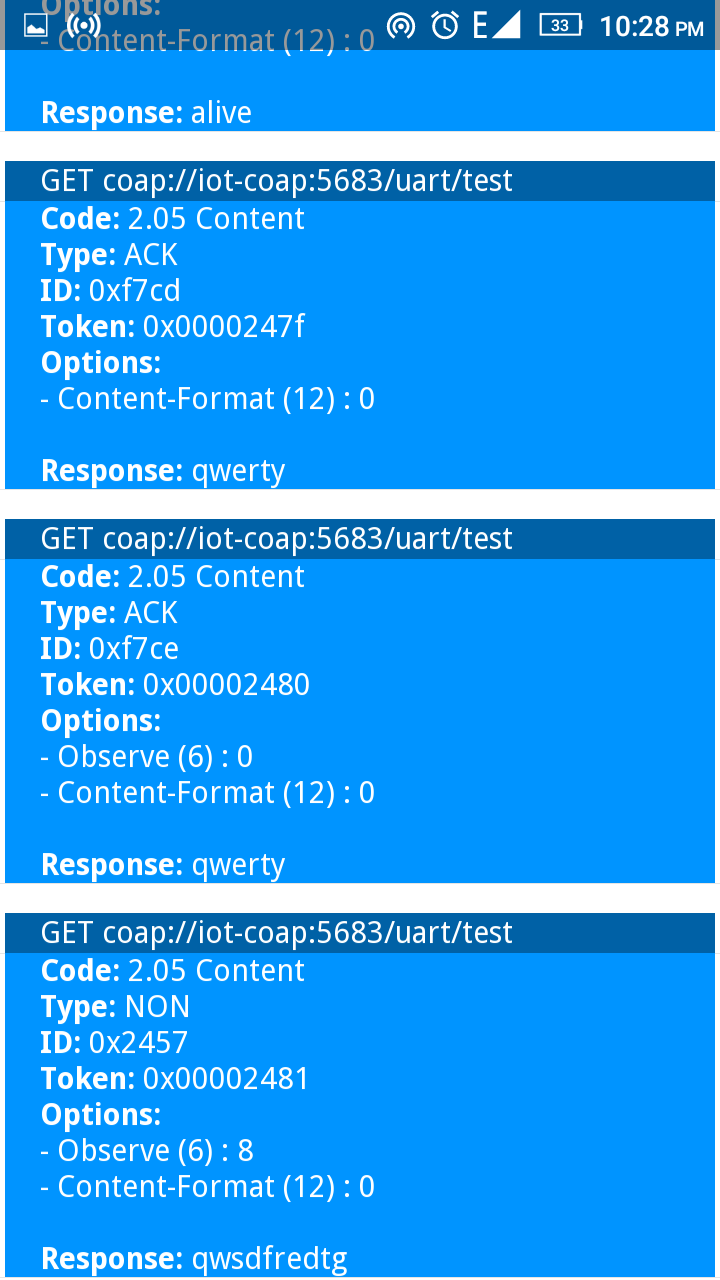 Options:
33 10:28 PM
- Content-Format (12) : 0
Response: alive
GET coap://iot-coap:5683/uart/test
Code: 2.05 Content
Type: ACK
ID: 0xf7cd
Token: 0x0000247f
Options:
- Content-Format (12) : 0
Response: qwerty
GET coap://iot-coap:5683/uart/test
Code: 2.05 Content
Type: ACK
ID: 0xf7ce
Token: 0x00002480
Options:
- Observe (6) : 0
- Content-Format (12) : 0
Response: qwerty
GET coap://iot-coap:5683/uart/test
Code: 2.05 Content
Type: NON
ID: 0x2457
Token: 0x00002481
Options:
- Observe (6) : 8
- Content-Format (12) : 0
Response: qwsdfredtg